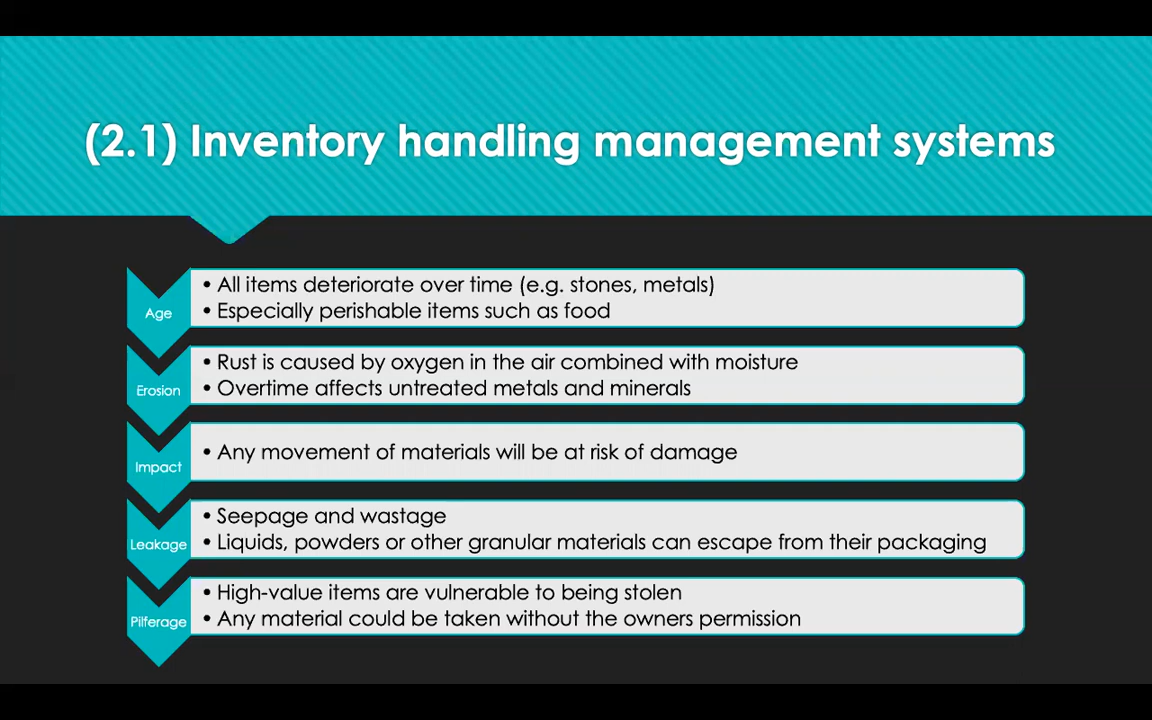 (2.1) Inventory handling management systems
Age
• All items deteriorate over time (e.g. stones, metals)
• Especially perishable items such as food
Erosion
• Rust is caused by oxygen in the air combined with moisture
• Overtime affects untreated metals and minerals
Impact
• Any movement of materials will be at risk of damage
Leakage
• Seepage and wastage
• Liquids, powders or other granular materials can escape from their packaging
Pilferage
• High-value items are vulnerable to being stolen
• Any material could be taken without the owners permission